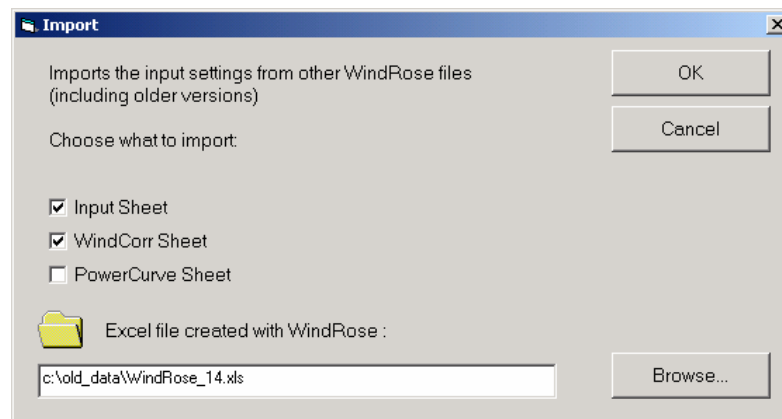 Import
Imports the input settings from other WindRose files
(including older versions)
OK
Cancel
Choose what to import:
Input Sheet
WindCorr Sheet
PowerCurve Sheet
Excel file created with WindRose :
c:\old_data\WindRose_14.xls
Browse...